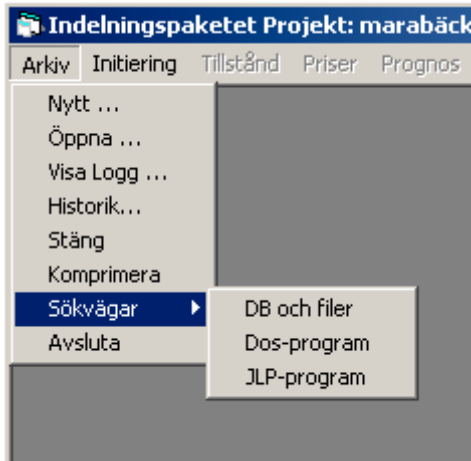 Indelningspaketet Projekt: marabäck
Arkiv Initiering Tillstånd Priser Prognos
Nytt ...
Öppna ...
Visa Logg ...
Historik...
Stäng
Komprimera
Sökvägar
Avsluta
DB och filer
Dos-program
JLP-program